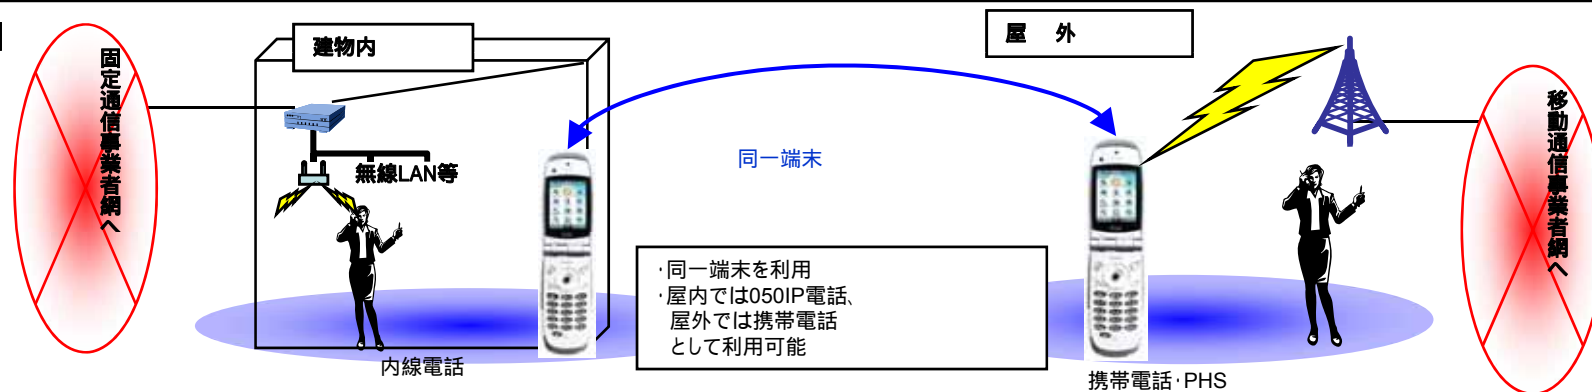 固定通信事業者網へ
建物内
無線LAN等
内線電話
同一端末
・同一端末を利用
・屋内では050IP電話、
屋外では携帯電話
として利用可能
屋　外
携帯電話・PHS
移動通信事業者網へ